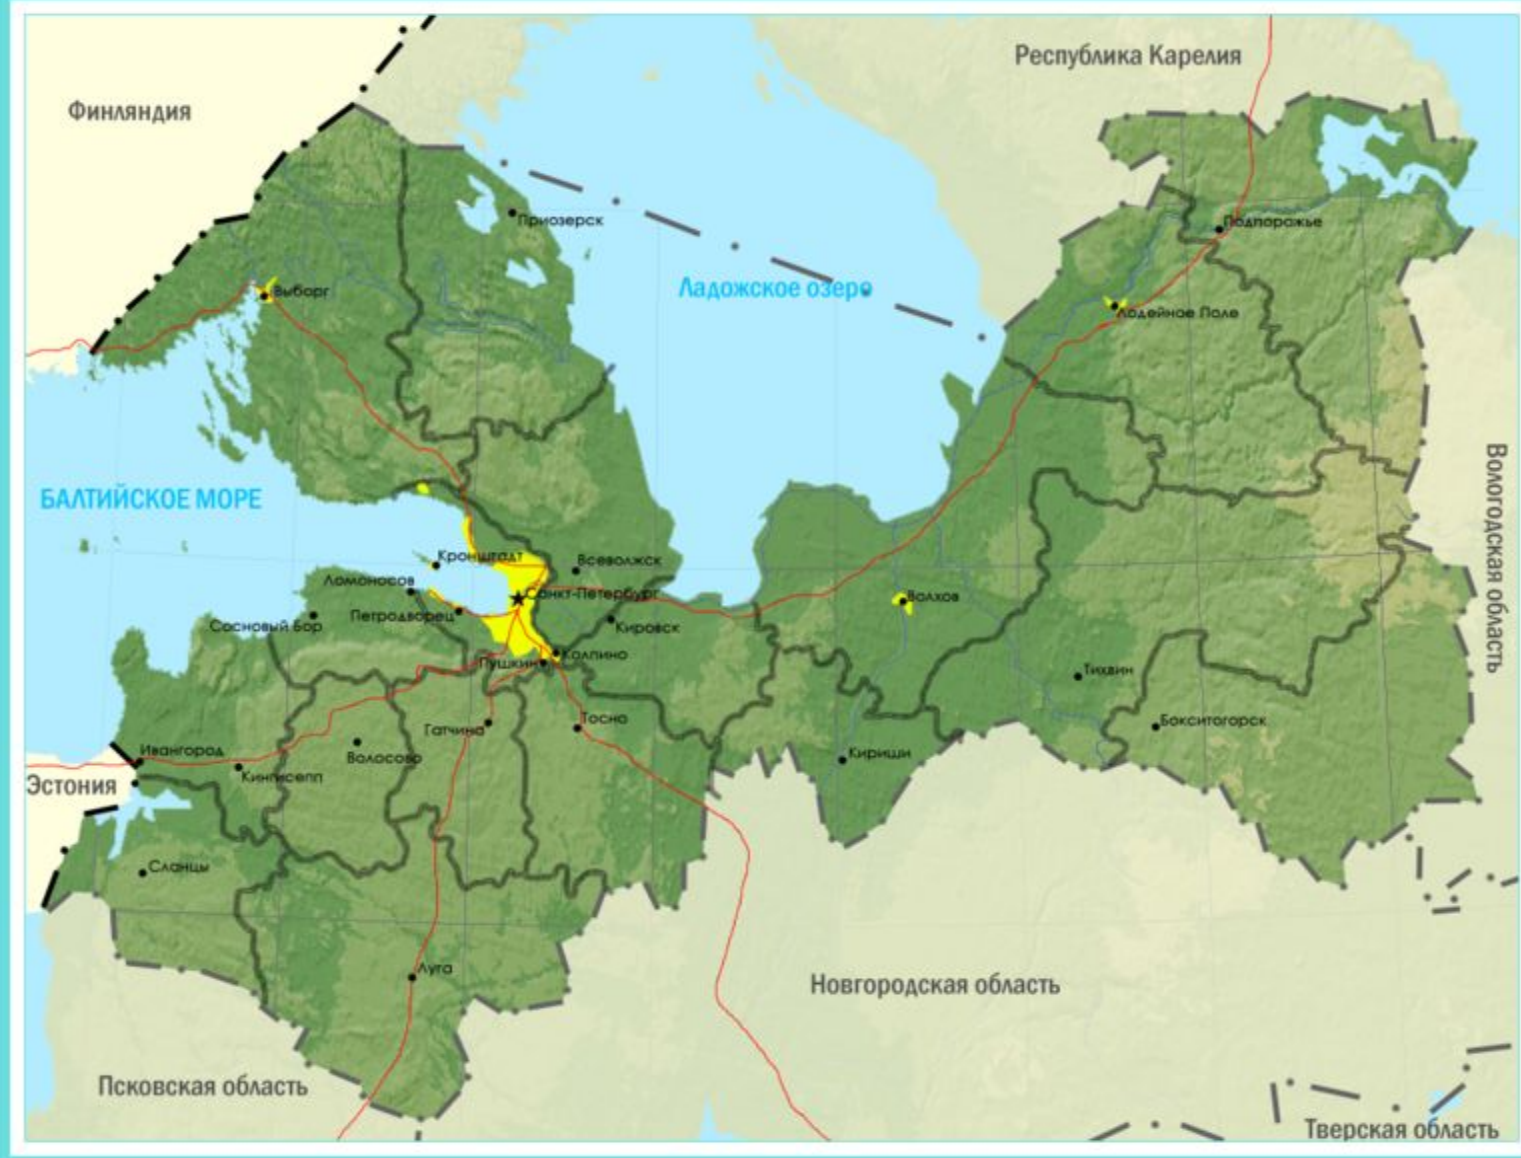 Республика Карелия
Финляндия
Приозерск
Подпорожье
Ладожское озеро
Выборг
Лодейное Поле
БАЛТИЙСКОЕ МОРЕ
Вологодская область
Кронштадт
Всеволжск
Ломоносов
Санкт-Петербург
Волхов
Петродворец
Сосновый Бор
Кировск
Колпино
Пушкин
Тихвин
Тосно
Бокситогорск
Гатчина
Ивангород
Волосово
Кириши
Кингисепп
Эстония
Сланцы
Луга
Новгородская область
Псковская область
Тверская область